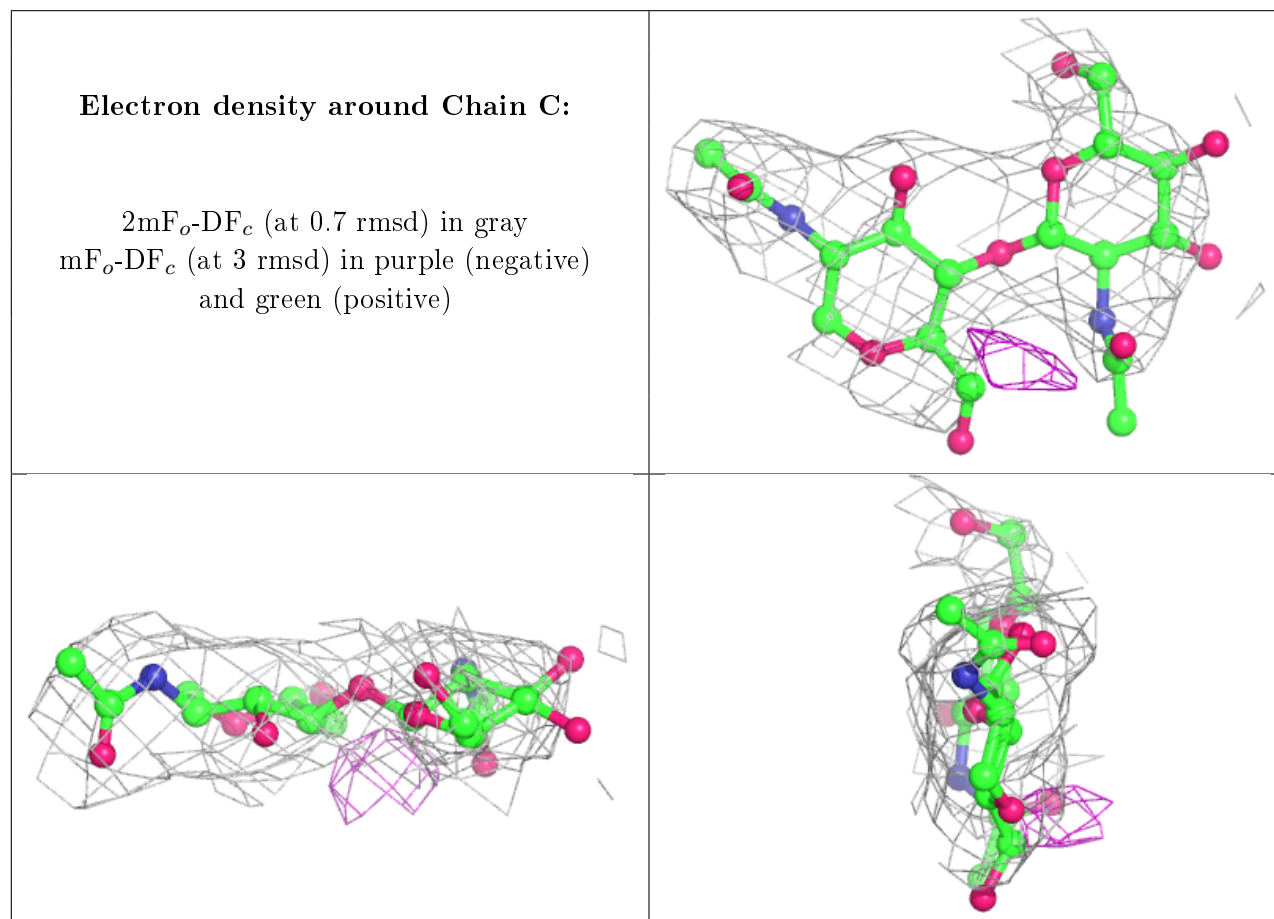 Electron density around Chain C:
2mFo-DFc (at 0.7 rmsd) in gray
mFo-DFc (at 3 rmsd) in purple (negative)
and green (positive)